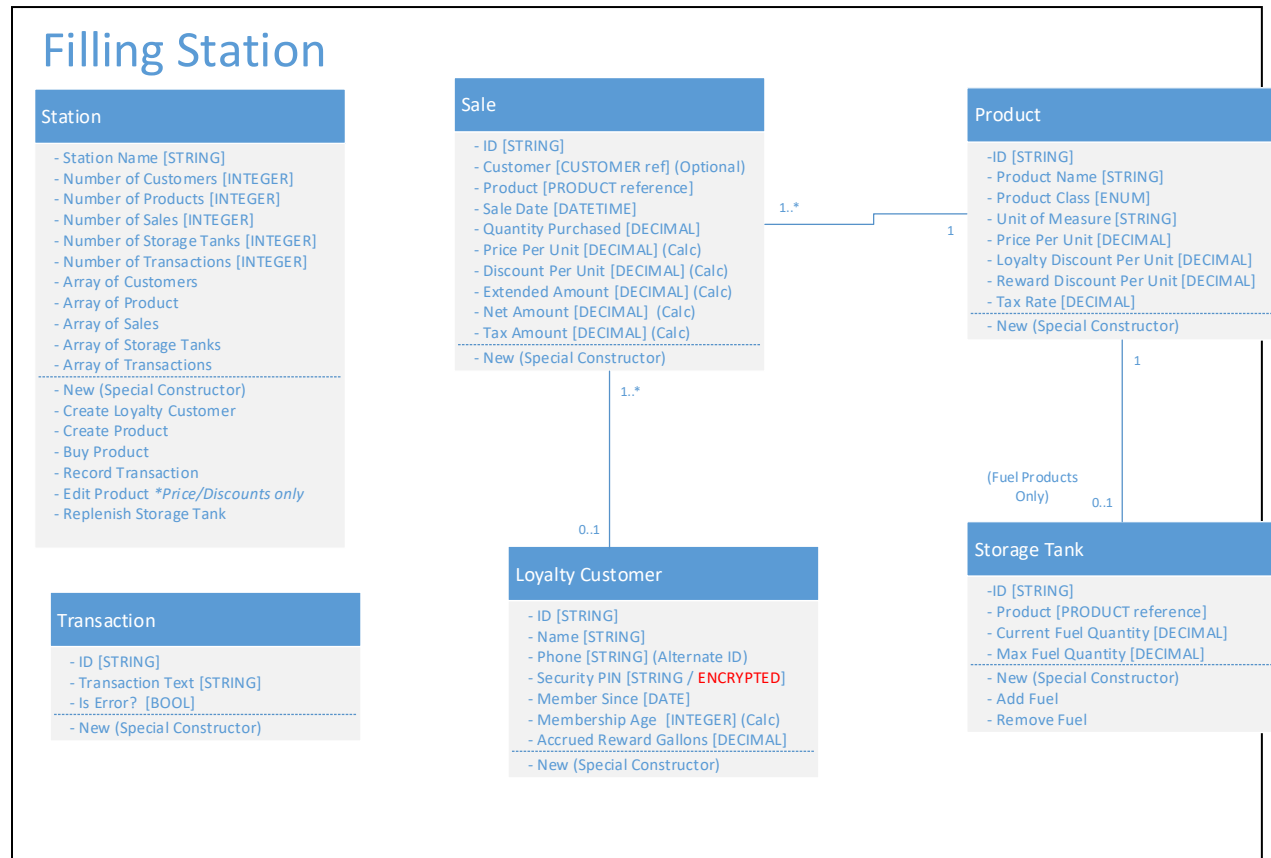 Filling Station
Station
- Station Name [STRING]
- Number of Customers [INTEGER]
- Number of Products [INTEGER]
- Number of Sales [INTEGER]
- Number of Storage Tanks [INTEGER]
- Number of Transactions [INTEGER]
- Array of Customers
- Array of Product
- Array of Sales
- Array of Storage Tanks
- Array of Transactions
- New (Special Constructor)
- Create Loyalty Customer
- Create Product
- Buy Product
- Record Transaction
- Edit Product *Price/Discounts only
- Replenish Storage Tank
Transaction
- ID [STRING]
- Transaction Text [STRING]
- Is Error? [BOOL]
- New (Special Constructor)
Sale
- ID [STRING]
- Customer [CUSTOMER ref] (Optional)
- Product [PRODUCT reference]
- Sale Date [DATETIME]
- Quantity Purchased [DECIMAL]
- Price Per Unit [DECIMAL] (Calc)
- Discount Per Unit [DECIMAL] (Calc)
- Extended Amount [DECIMAL] (Calc)
- Net Amount [DECIMAL] (Calc)
- Tax Amount [DECIMAL] (Calc)
- New (Special Constructor)
1..*
1
1..*
0..1
Loyalty Customer
- ID [STRING]
- Name [STRING]
- Phone [STRING] (Alternate ID)
- Security PIN [STRING / ENCRYPTED]
- Member Since [DATE]
- Membership Age [INTEGER] (Calc)
- Accrued Reward Gallons [DECIMAL]
- New (Special Constructor)
Product
-ID [STRING]
- Product Name [STRING]
- Product Class [ENUM]
- Unit of Measure [STRING]
- Price Per Unit [DECIMAL]
- Loyalty Discount Per Unit [DECIMAL]
- Reward Discount Per Unit [DECIMAL]
- Tax Rate [DECIMAL]
- New (Special Constructor)
1
(Fuel Products
Only)
0..1
Storage Tank
-ID [STRING]
- Product [PRODUCT reference]
- Current Fuel Quantity [DECIMAL]
- Max Fuel Quantity [DECIMAL]
- New (Special Constructor)
- Add Fuel
- Remove Fuel